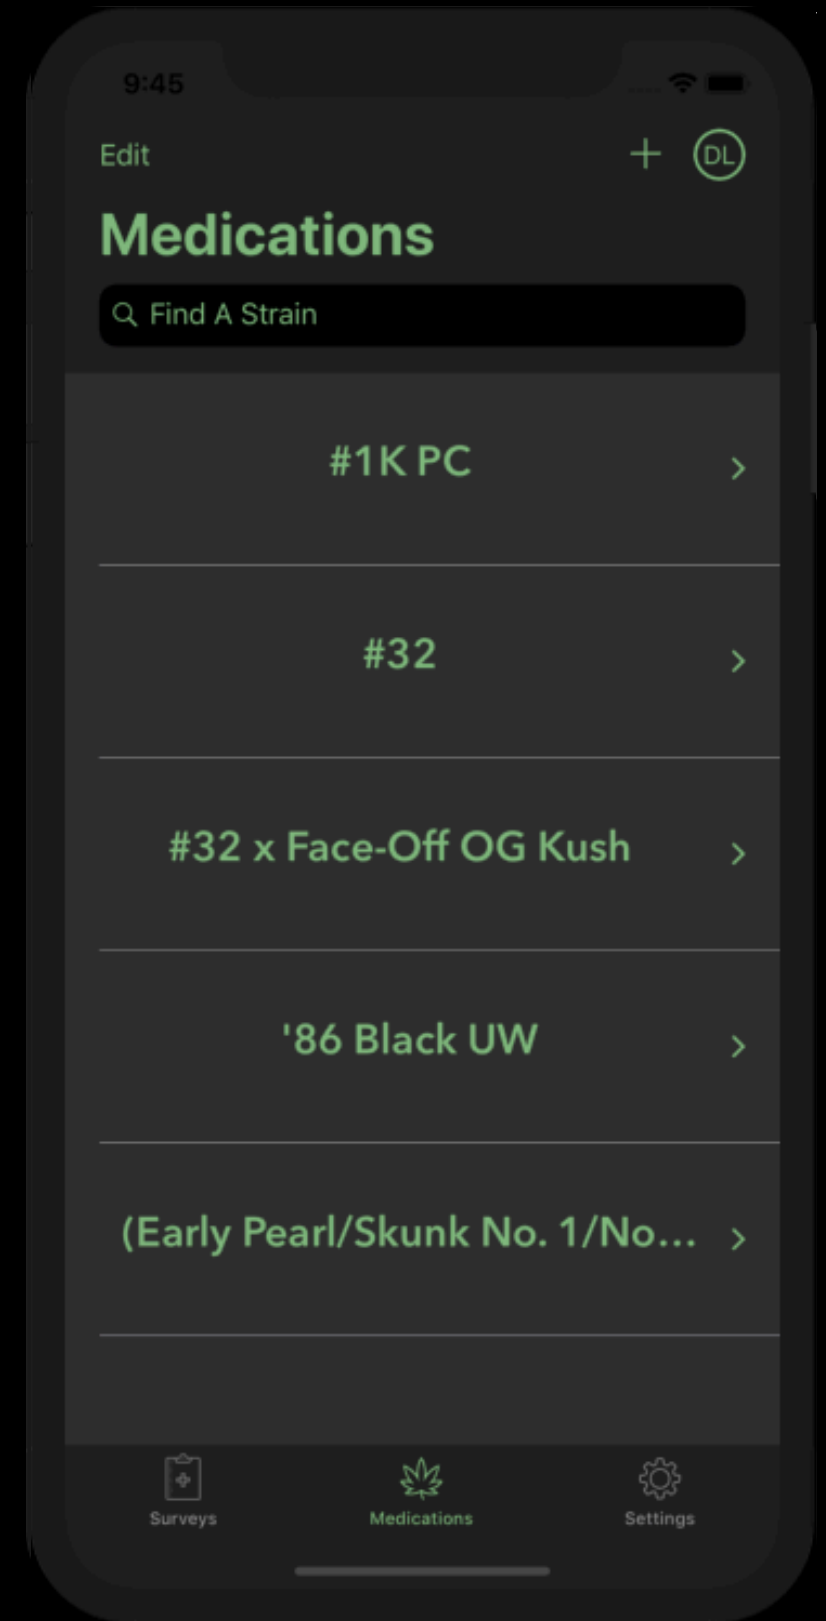 9:45
Edit
DL
Medications
Find A Strain
#1K PC
#32
#32 x Face-Off OG Kush
'86 Black UW
(Early Pearl/Skunk No. 1/No...
Surveys
Medications
Settings